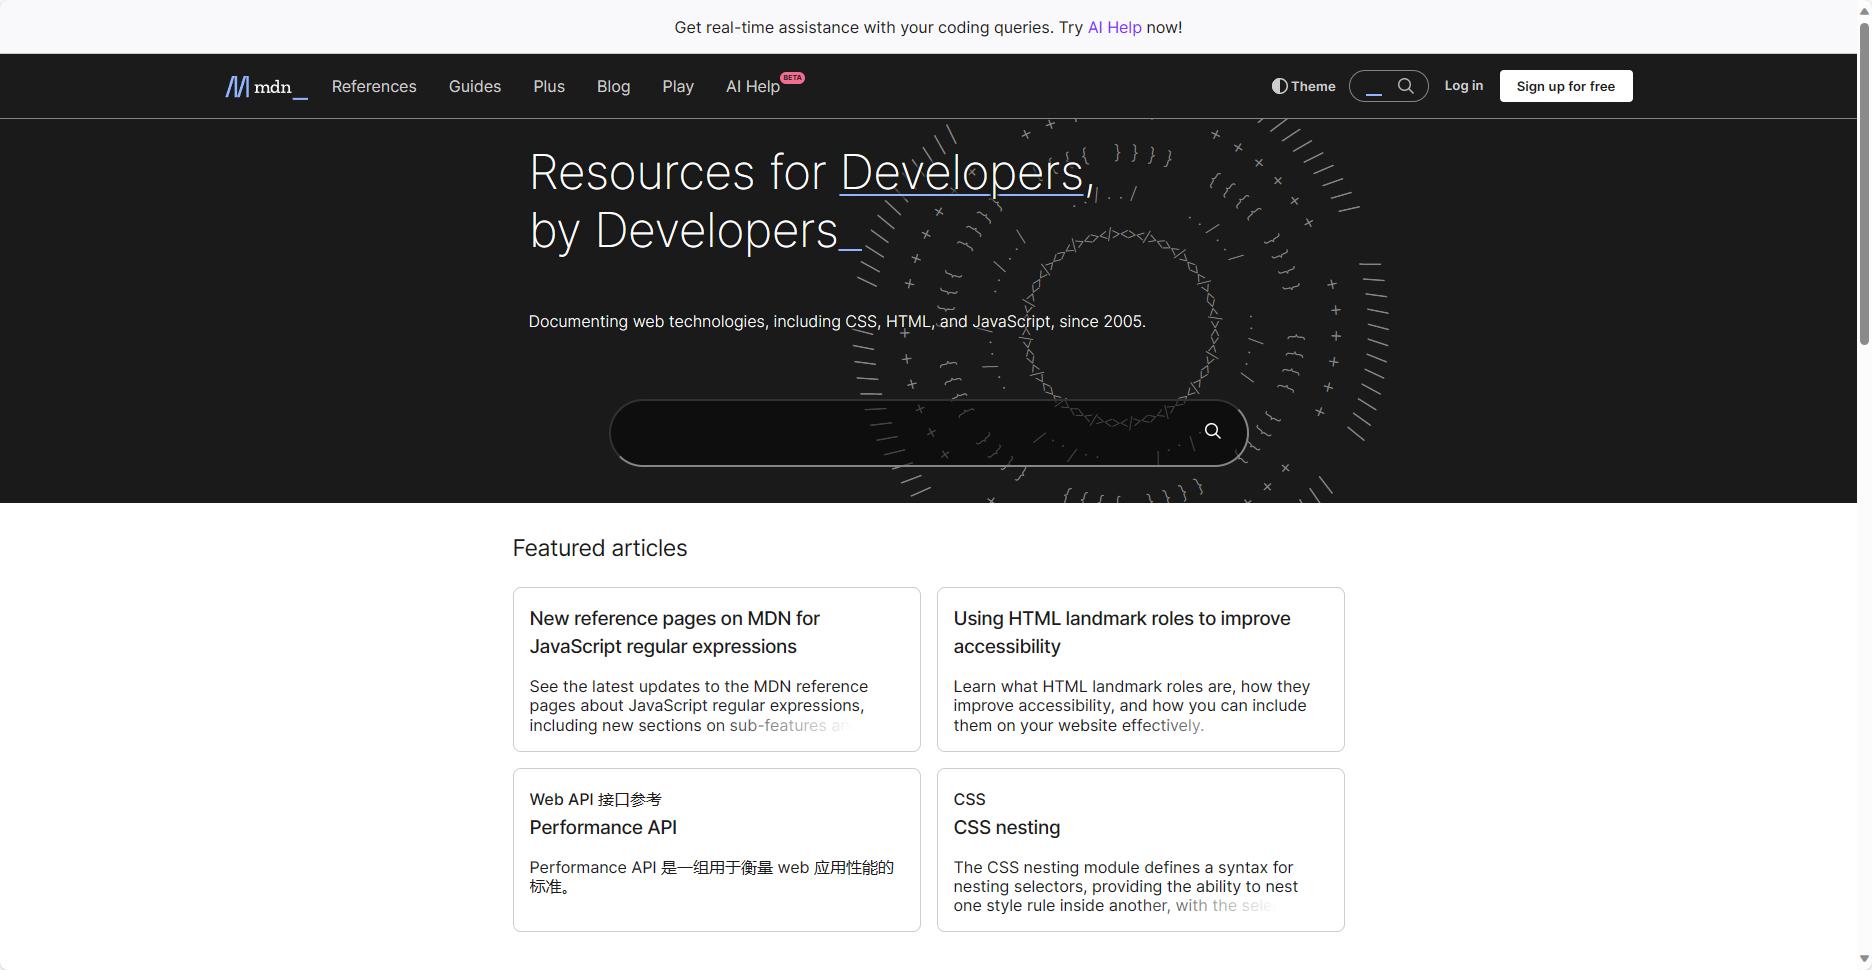 Get real-time assistance with your coding queries. Try AI Help now!
mdn_ References Guides Plus Blog Play AI Help BETA Theme Log in Sign up for free
Resources for Developers,
by Developers_
Documenting web technologies, including CSS, HTML, and JavaScript, since 2005.
Featured articles
New reference pages on MDN for
JavaScript regular expressions
See the latest updates to the MDN reference
pages about JavaScript regular expressions,
including new sections on sub-features
Using HTML landmark roles to improve
accessibility
Learn what HTML landmark roles are, how they
improve accessibility, and how you can include
them on your website effectively.
Web API 接口参考
Performance API
Performance API 是一组用于衡量 web 应用性能的
标准。
CSS
CSS nesting
The CSS nesting module defines a syntax for
nesting selectors, providing the ability to nest
one style rule inside another, with the